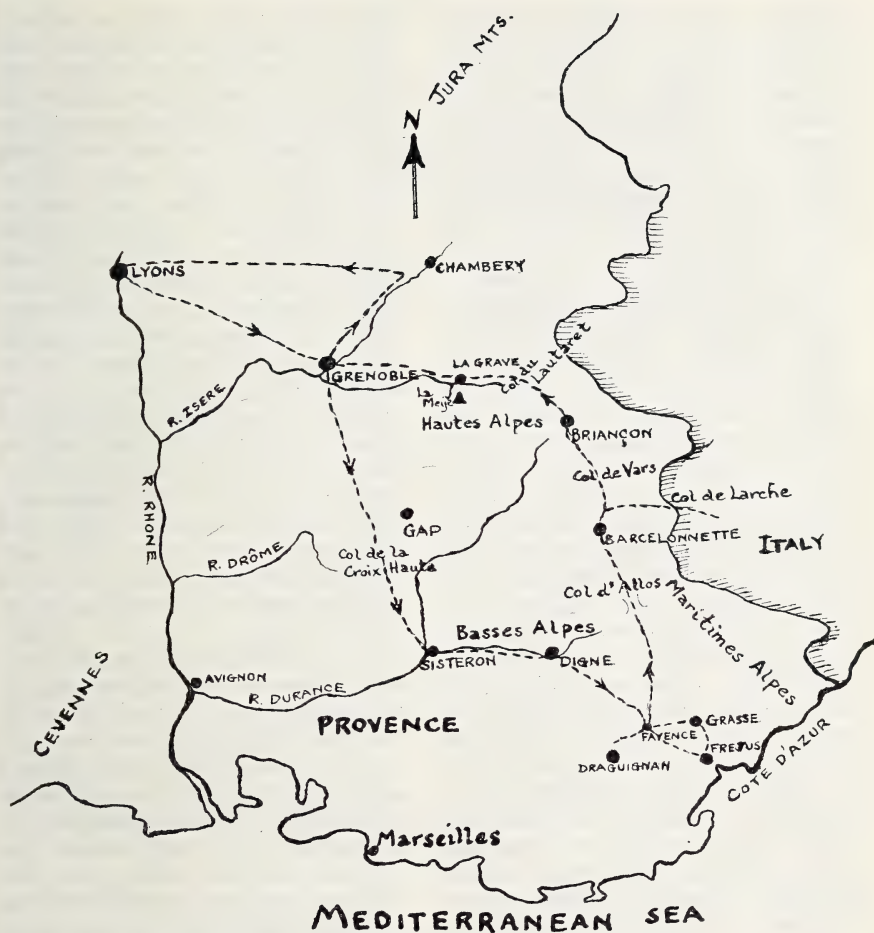 JURA MTS.
N
LYONS
CHAMBERY
GRENOBLE
LA GRAVE
Col du
Lautaret
R. ISERE
La
Meije
Hautes Alpes
BRIANÇON
Col de Vars
Col de Larche
R. RHONE
GAP
BARCELONNETTE
ITALY
R. DRÔME
Col de la
Croix Haute
Col d'Allos
Maritimes Alpes
Basses Alpes
SISTERON
DIGNE
AVIGNON
R. DURANCE
CEVENNES
PROVENCE
GRASSE
FAYENCE
FREJUS
DRAGUIGNAN
COTE D'AZUR
Marseilles
MEDITERRANEAN SEA